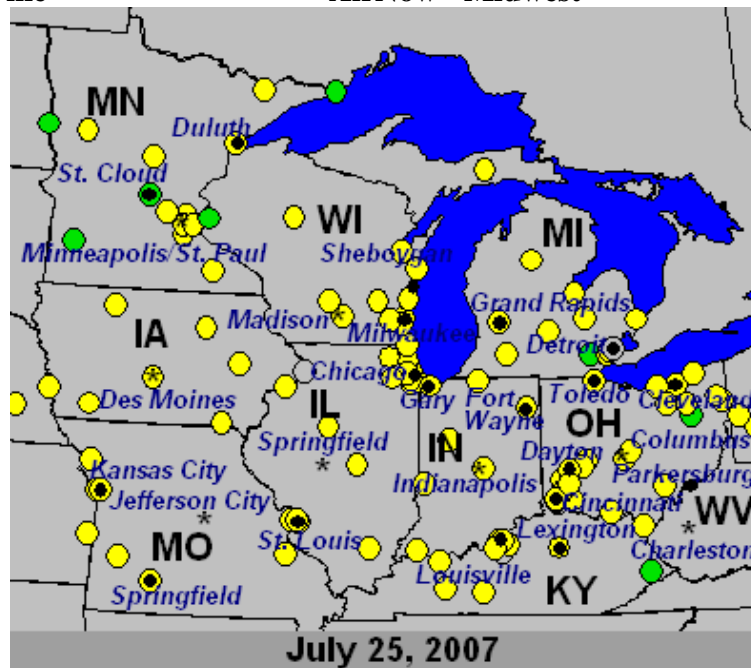 MN
Duluth
St. Cloud
WI
MI
Minneapolis/St. Paul
Sheboygan
Grand Rapids
IA
Madison
Milwaukee
Detroit
Chicago
Des Moines
Gary
Fort
Wayne
Toledo
Cleveland
IL
OH
Springfield
IN
Dayton
Columbus
Kansas City
Indianapolis
Parkersburg
Jefferson City
Cincinnati
WV
St. Louis
Lexington
MO
Charleston
Louisville
Springfield
KY
July 25, 2007